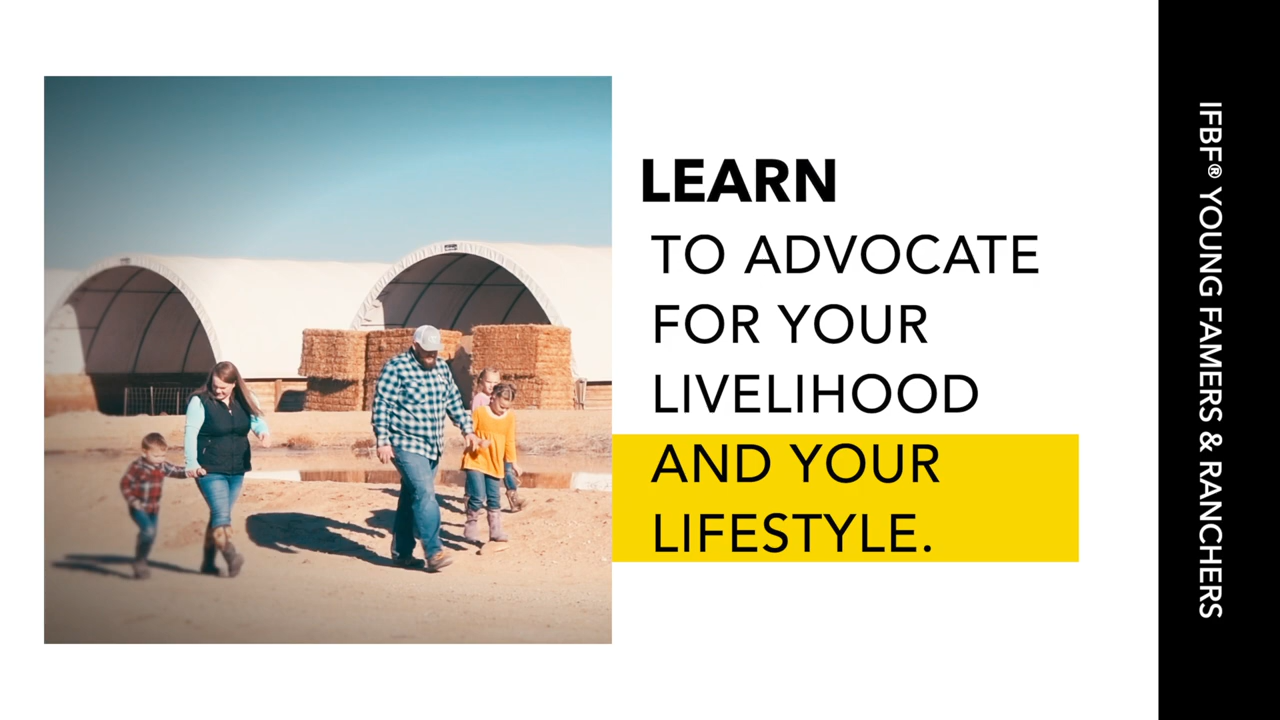 LEARN
TO ADVOCATE
FOR YOUR
LIVELIHOOD
AND YOUR
LIFESTYLE.
IFBF® YOUNG FAMERS & RANCHERS